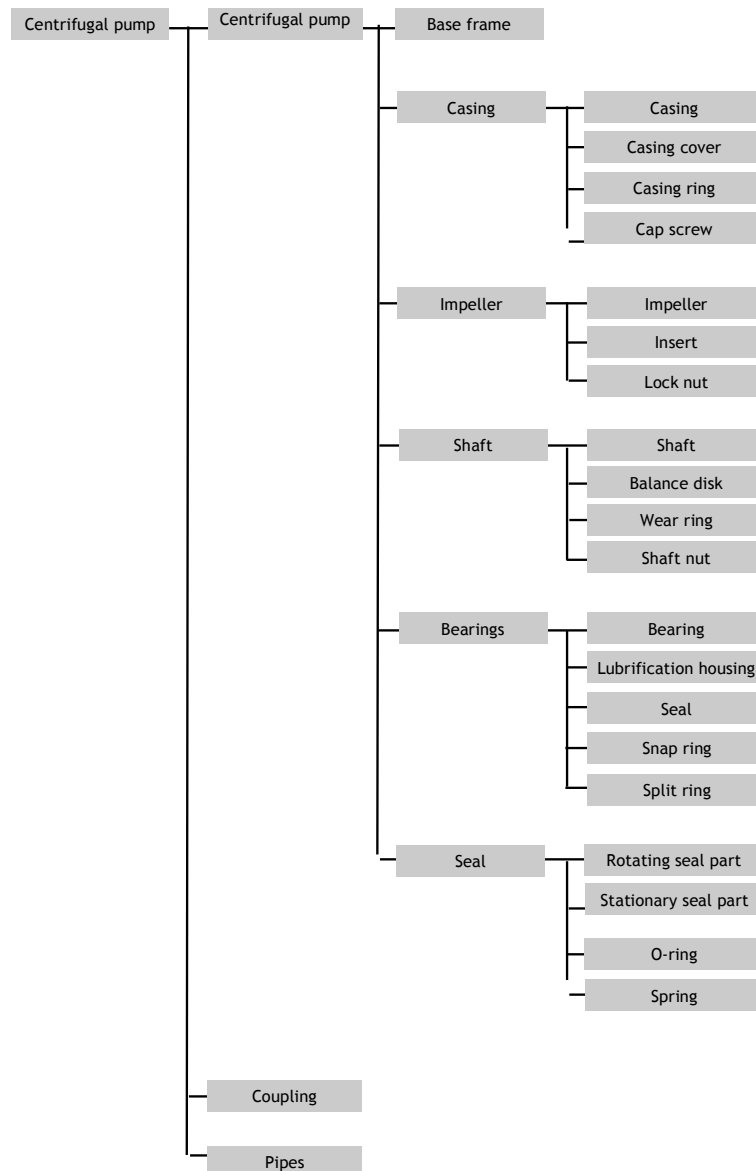 Centrifugal pump
Centrifugal pump
Base frame
Casing
Casing
Casing cover
Casing ring
Cap screw
Impeller
Impeller
Insert
Lock nut
Shaft
Shaft
Balance disk
Wear ring
Shaft nut
Bearings
Bearing
Lubrification housing
Seal
Snap ring
Split ring
Seal
Rotating seal part
Stationary seal part
O-ring
Spring
Coupling
Pipes